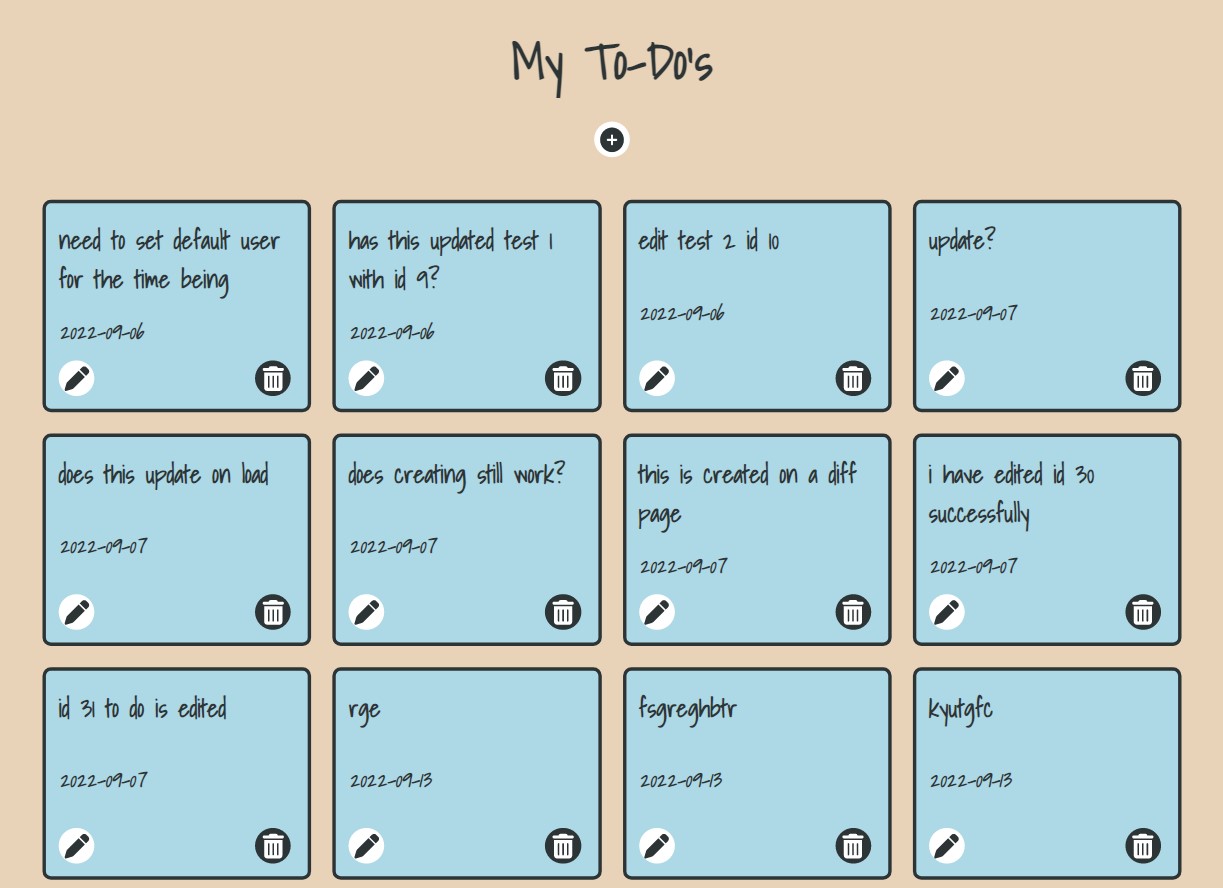 My To-Do's
need to set default user
for the time being
2022-09-06
has this updated test 1
with id 9?
2022-09-06
edit test 2 id 10
2022-09-06
update?
2022-09-07
does this update on load
2022-09-07
does creating still work?
2022-09-07
this is created on a diff
page
2022-09-07
i have edited id 30
successfully
2022-09-07
id 31 to do is edited
2022-09-07
rge
2022-09-13
fsgreghbtr
2022-09-13
kyutgfc
2022-09-13